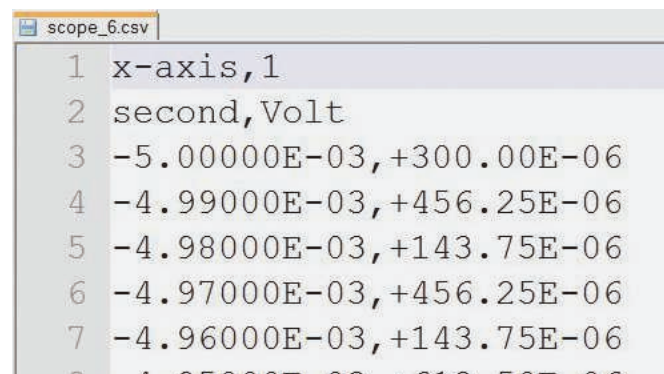 scope_6.csv
1 x-axis,1
2 second,Volt
3 -5.00000E-03,+300.00E-06
4 -4.99000E-03,+456.25E-06
5 -4.98000E-03,+143.75E-06
6 -4.97000E-03,+456.25E-06
7 -4.96000E-03,+143.75E-06